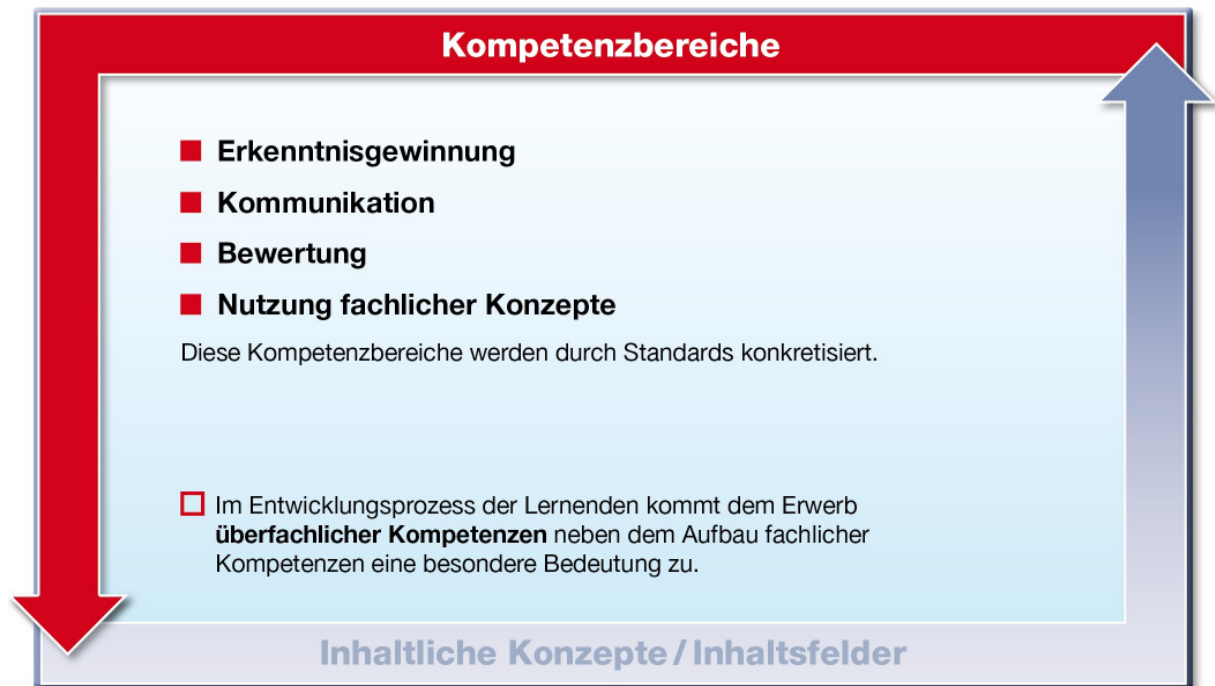 Kompetenzbereiche
Erkenntnisgewinnung
Kommunikation
Bewertung
Nutzung fachlicher Konzepte
Diese Kompetenzbereiche werden durch Standards konkretisiert.
Im Entwicklungsprozess der Lernenden kommt dem Erwerb
überfachlicher Kompetenzen neben dem Aufbau fachlicher
Kompetenzen eine besondere Bedeutung zu.
Inhaltliche Konzepte / Inhaltsfelder